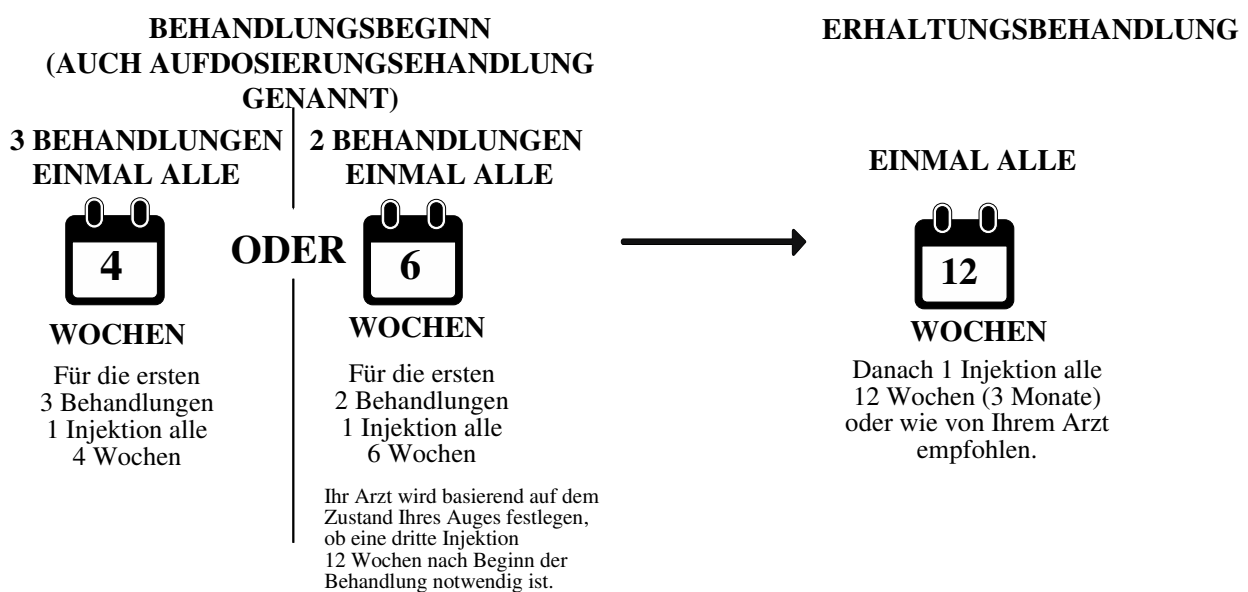 BEHANDLUNGSBEGINN
(AUCH AUFDOSIERUNGSEHANDLUNG
GENANNT)
3 BEHANDLUNGEN
EINMAL ALLE
4
WOCHEN
Für die ersten
3 Behandlungen
1 Injektion alle
4 Wochen
ODER
2 BEHANDLUNGEN
EINMAL ALLE
6
WOCHEN
Für die ersten
2 Behandlungen
1 Injektion alle
6 Wochen
Ihr Arzt wird basierend auf dem
Zustand Ihres Auges festlegen,
ob eine dritte Injektion
12 Wochen nach Beginn der
Behandlung notwendig ist.
ERHALTUNGSBEHANDLUNG
EINMAL ALLE
12
WOCHEN
Danach 1 Injektion alle
12 Wochen (3 Monate)
oder wie von Ihrem Arzt
empfohlen.